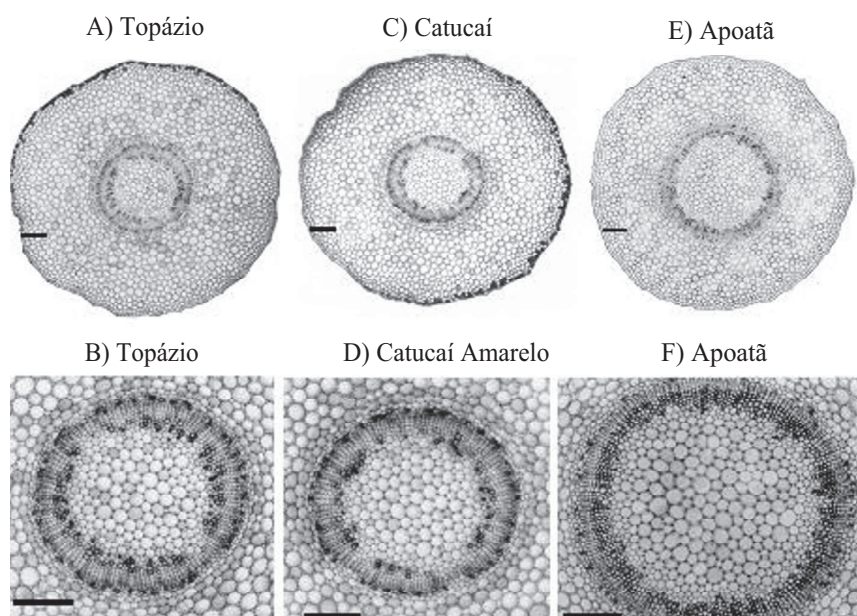 A) Topázio
C) Catucaí
E) Apoatã
B) Topázio
D) Catucaí Amarelo
F) Apoatã